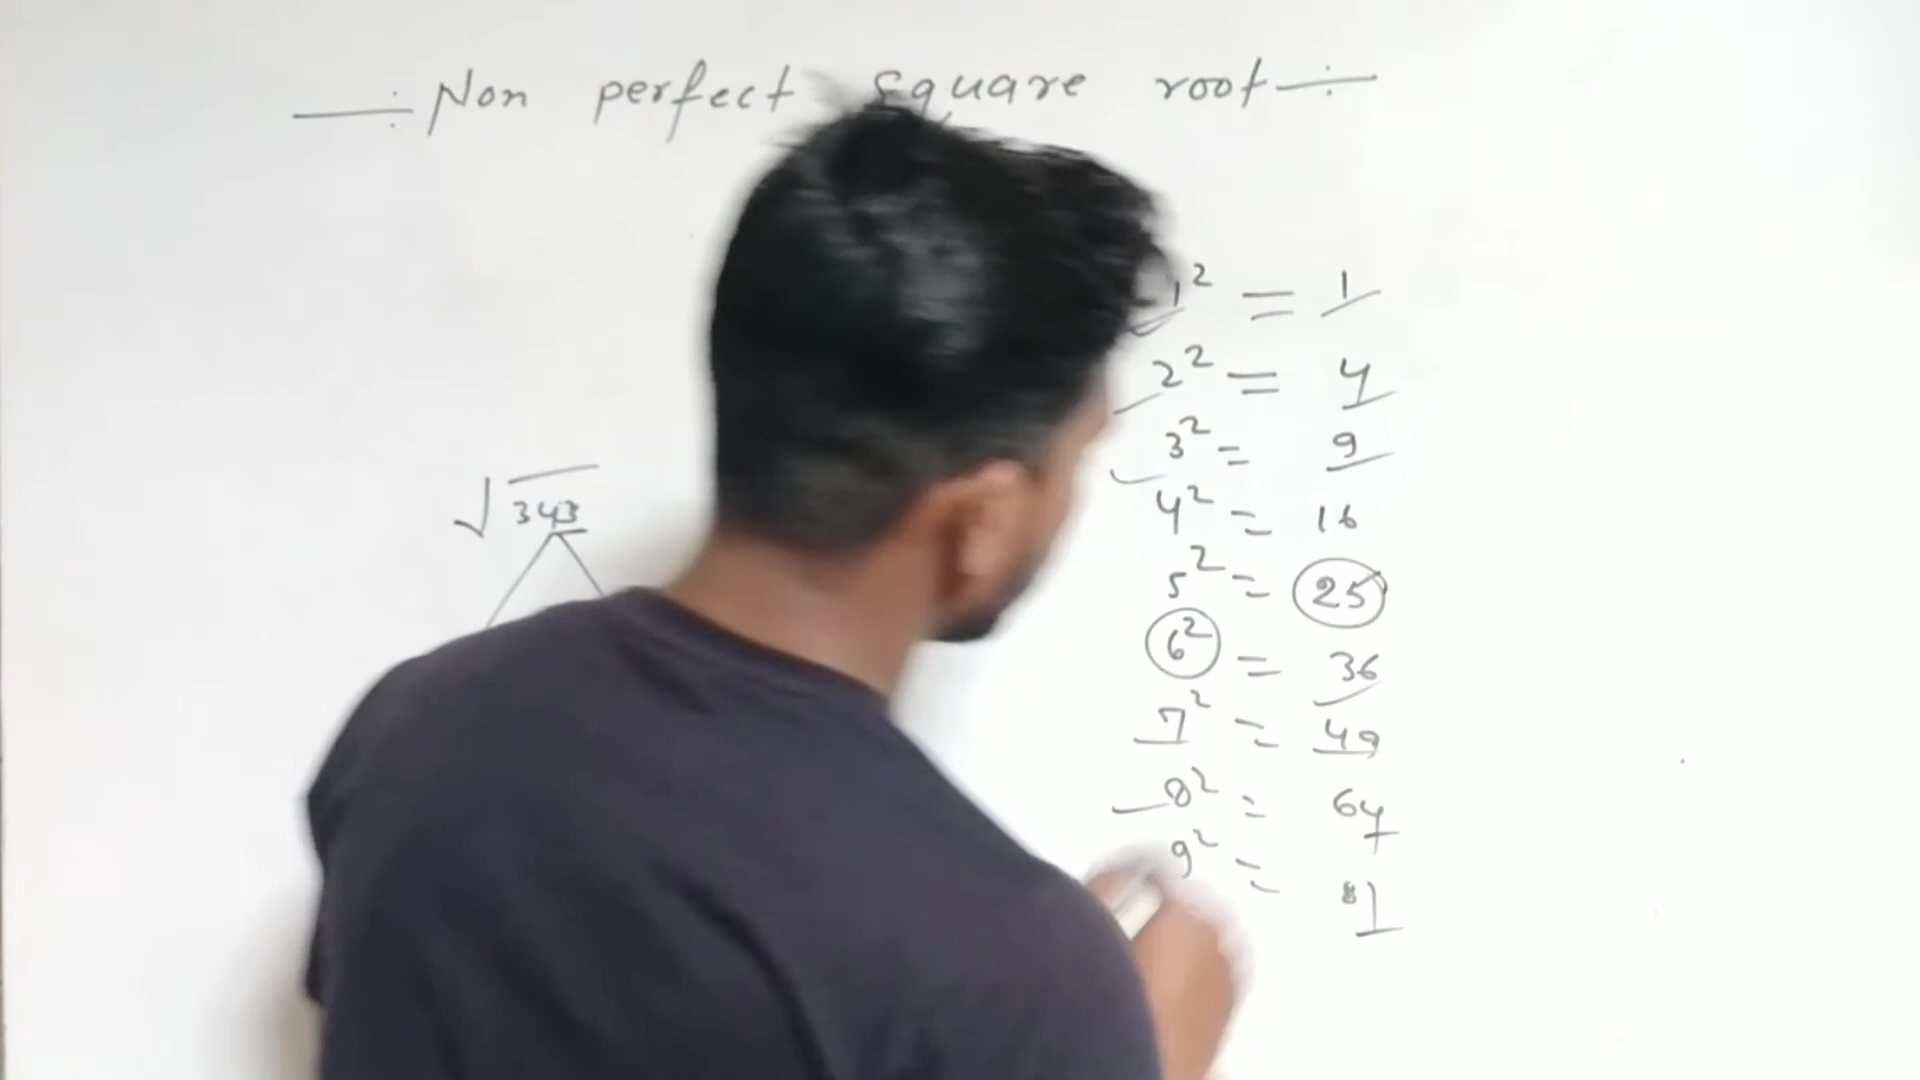 —: Non perfect square root ÷
√343
1² = 1
2² = 4
3² = 9
4² = 16
5² = 25
6² = 36
7² = 49
8² = 64
9² = 81